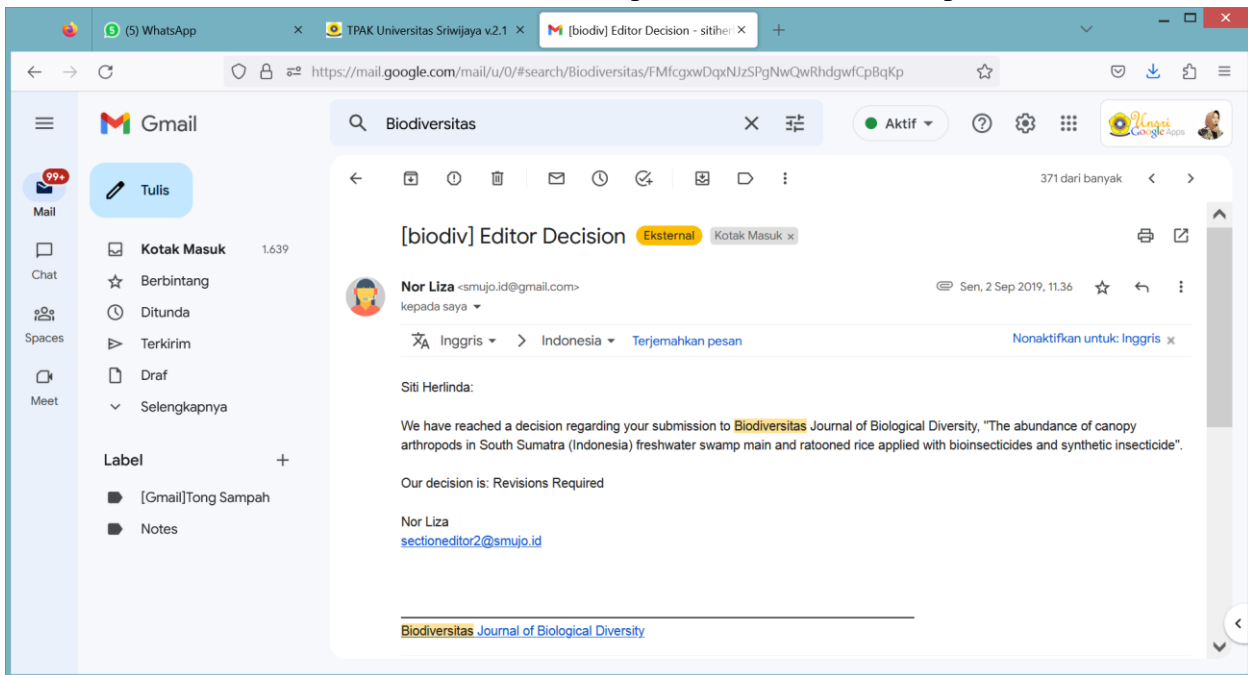 (5) WhatsApp
TPAK Universitas Sriwijaya v.2.1
[biodiv] Editor Decision - sitiherl
https://mail.google.com/mail/u/0/#search/Biodiversitas/FMfcgxwDqxNJzSPgNwQwRhdgwfCpBqKp
Gmail
Biodiversitas
Aktif
Unsri
Google Apps
99+
Mail
Chat
Spaces
Meet
Tulis
Kotak Masuk 1.639
Berbintang
Ditunda
Terkirim
Draf
Selengkapnya
Label
[Gmail]Tong Sampah
Notes
371 dari banyak
[biodiv] Editor Decision Eksternal Kotak Masuk x
Nor Liza <smujo.id@gmail.com> Sen, 2 Sep 2019, 11.36
kepada saya
Inggris > Indonesia Terjemahkan pesan Nonaktifkan untuk: Inggris x
Siti Herlinda:
We have reached a decision regarding your submission to Biodiversitas Journal of Biological Diversity, "The abundance of canopy
arthropods in South Sumatra (Indonesia) freshwater swamp main and ratooned rice applied with bioinsecticides and synthetic insecticide".
Our decision is: Revisions Required
Nor Liza
sectioneditor2@smujo.id
Biodiversitas Journal of Biological Diversity